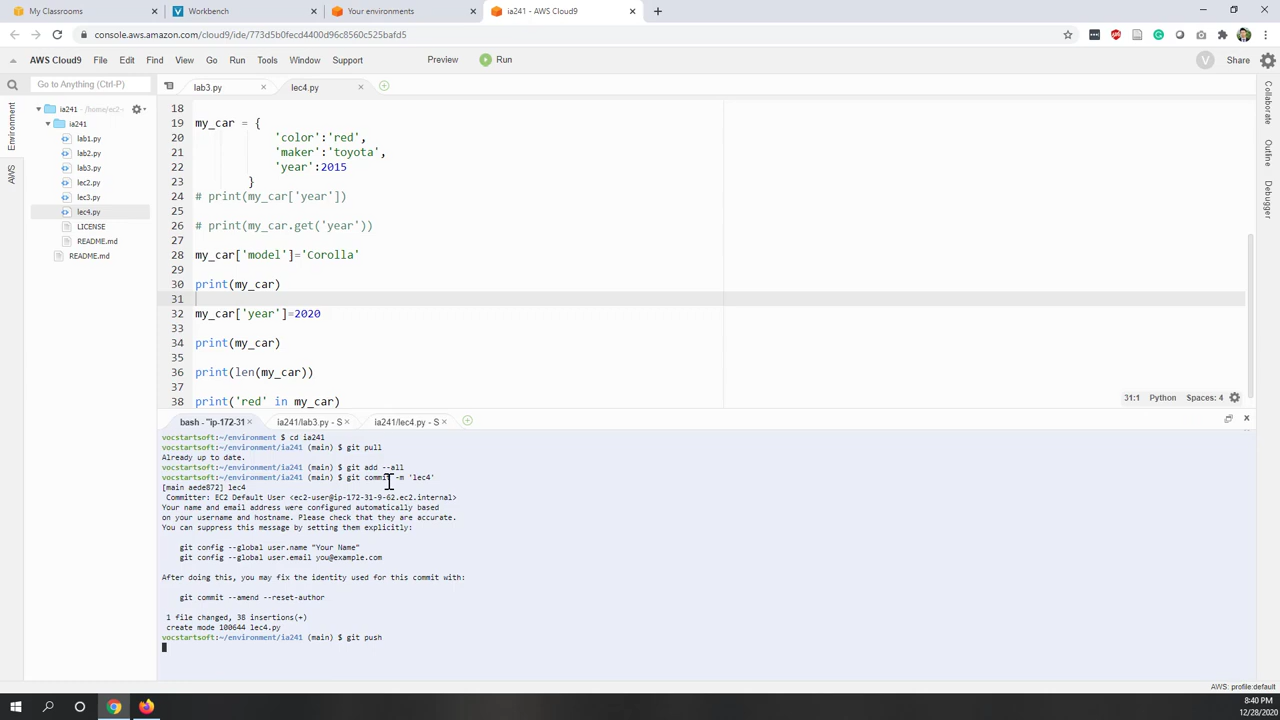 My Classrooms
Workbench
Your environments
ia241 - AWS Cloud9
console.aws.amazon.com/cloud9/ide/773d5b0fecd4400d96c8560c525bafd5
AWS Cloud9 File Edit Find View Go Run Tools Window Support Preview Run Share
Go to Anything (Ctrl-P)
lab3.py
lec4.py
Environment
AWS
ia241 - /home/ec2-
ia241
lab1.py
lab2.py
lab3.py
lec2.py
lec3.py
lec4.py
LICENSE
README.md
README.md
18
19 my_car = {
20 'color':'red',
21 'maker':'toyota',
22 'year':2015
23 }
24 # print(my_car['year'])
25
26 # print(my_car.get('year'))
27
28 my_car['model']='Corolla'
29
30 print(my_car)
31
32 my_car['year']=2020
33
34 print(my_car)
35
36 print(len(my_car))
37
38 print('red' in my_car)
31:1 Python Spaces: 4
Collaborate
Outline
Debugger
bash - "ip-172-31
ia241/lab3.py - S
ia241/lec4.py - S
vocstartsoft:~/environment $ cd ia241
vocstartsoft:~/environment/ia241 (main) $ git pull
Already up to date.
vocstartsoft:~/environment/ia241 (main) $ git add --all
vocstartsoft:~/environment/ia241 (main) $ git commit -m 'lec4'
[main aede872] lec4
Committer: EC2 Default User <ec2-user@ip-172-31-9-62.ec2.internal>
Your name and email address were configured automatically based
on your username and hostname. Please check that they are accurate.
You can suppress this message by setting them explicitly:
git config --global user.name "Your Name"
git config --global user.email you@example.com
After doing this, you may fix the identity used for this commit with:
git commit --amend --reset-author
1 file changed, 38 insertions(+)
create mode 100644 lec4.py
vocstartsoft:~/environment/ia241 (main) $ git push
AWS: profile:default
8:40 PM
12/28/2020